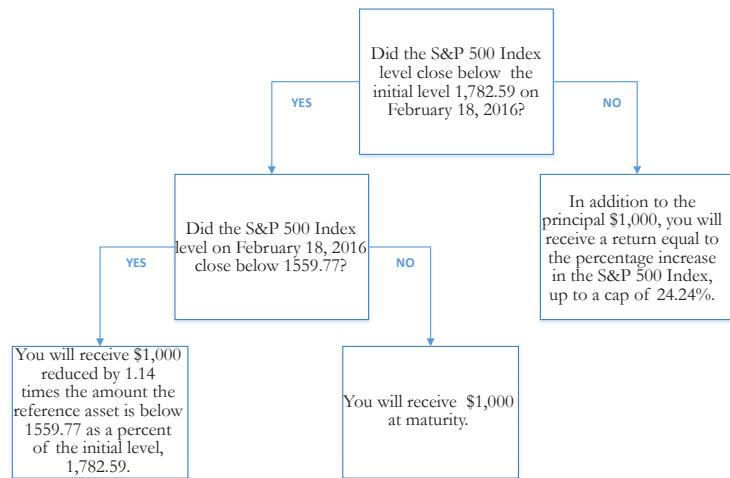 Did the S&P 500 Index
level close below the
initial level 1,782.59 on
February 18, 2016?
YES
NO
Did the S&P 500 Index
level on February 18, 2016
close below 1559.77?
In addition to the
principal $1,000, you will
receive a return equal to
the percentage increase
in the S&P 500 Index,
up to a cap of 24.24%.
YES
NO
You will receive $1,000
reduced by 1.14
times the amount the
reference asset is below
1559.77 as a percent
of the initial level,
1,782.59.
You will receive $1,000
at maturity.